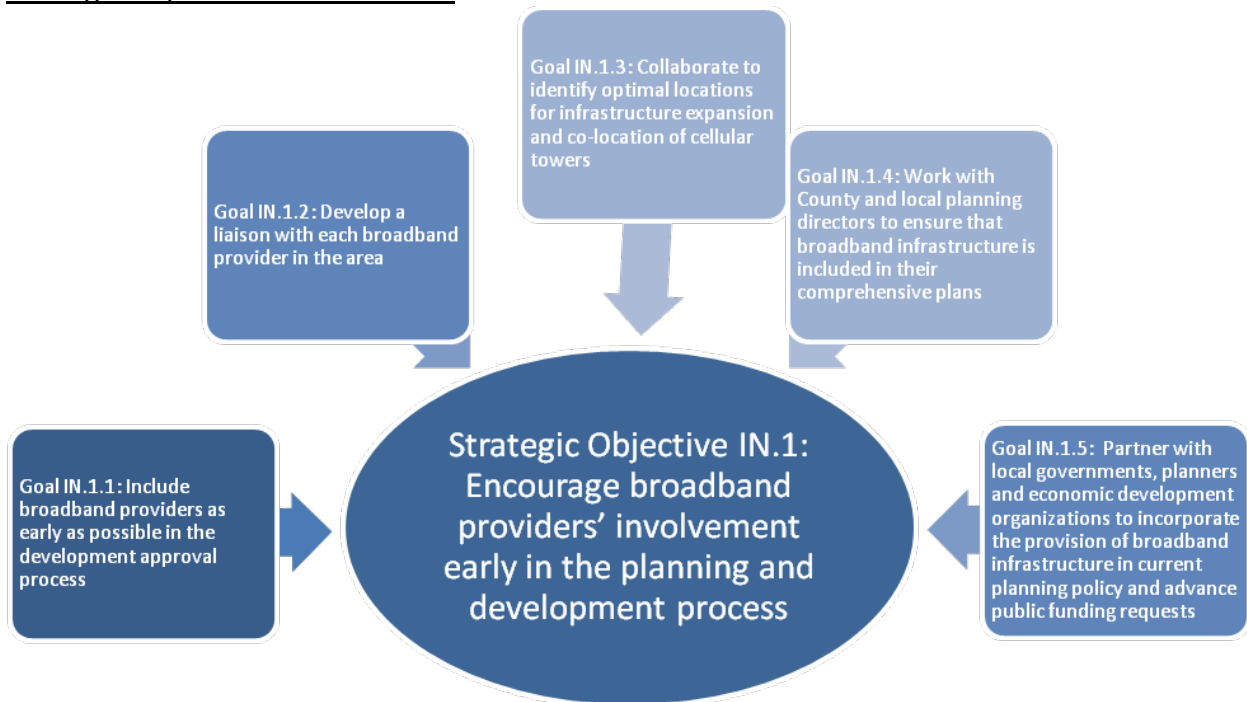 Goal IN.1.3: Collaborate to
identify optimal locations
for infrastructure expansion
and co-location of cellular
towers
Goal IN.1.2: Develop a
liaison with each broadband
provider in the area
Goal IN.1.4: Work with
County and local planning
directors to ensure that
broadband infrastructure is
included in their
comprehensive plans
Goal IN.1.1: Include
broadband providers as
early as possible in the
development approval
process
Strategic Objective IN.1:
Encourage broadband
providers’ involvement
early in the planning and
development process
Goal IN.1.5: Partner with
local governments, planners
and economic development
organizations to incorporate
the provision of broadband
infrastructure in current
planning policy and advance
public funding requests